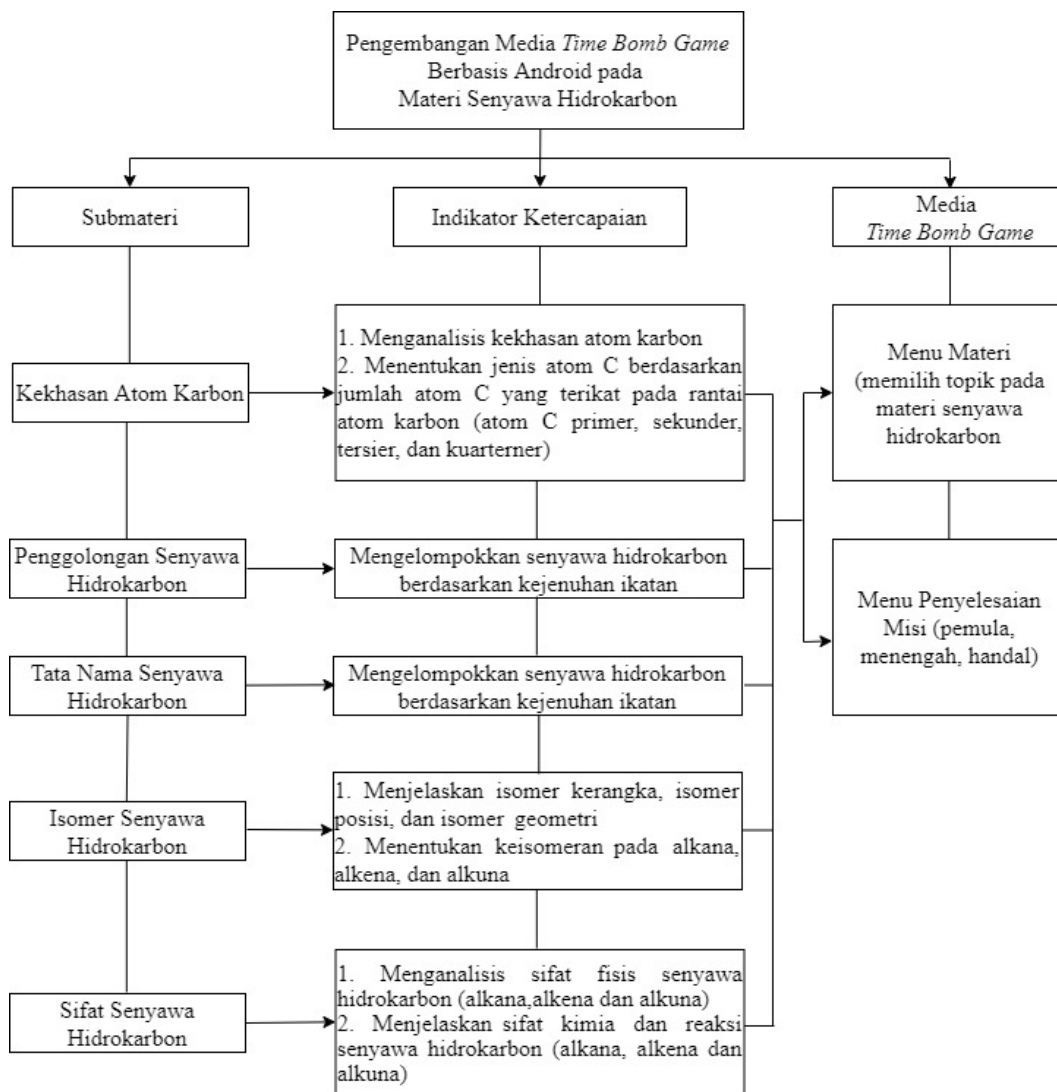 Pengembangan Media Time Bomb Game
Berbasis Android pada
Materi Senyawa Hidrokarbon
Submateri
Indikator Ketercapaian
Media
Time Bomb Game
Kekhasan Atom Karbon
1. Menganalisis kekhasan atom karbon
2. Menentukan jenis atom C berdasarkan
jumlah atom C yang terikat pada rantai
atom karbon (atom C primer, sekunder,
tersier, dan kuarterner)
Menu Materi
(memilih topik pada
materi senyawa
hidrokarbon
Penggolongan Senyawa
Hidrokarbon
Mengelompokkan senyawa hidrokarbon
berdasarkan kejenuhan ikatan
Menu Penyelesaian
Misi (pemula,
menengah, handal)
Tata Nama Senyawa
Hidrokarbon
Mengelompokkan senyawa hidrokarbon
berdasarkan kejenuhan ikatan
Isomer Senyawa
Hidrokarbon
1. Menjelaskan isomer kerangka, isomer
posisi, dan isomer geometri
2. Menentukan keisomeran pada alkana,
alkena, dan alkuna
Sifat Senyawa
Hidrokarbon
1. Menganalisis sifat fisis senyawa
hidrokarbon (alkana,alkena dan alkuna)
2. Menjelaskan sifat kimia dan reaksi
senyawa hidrokarbon (alkana, alkena dan
alkuna)